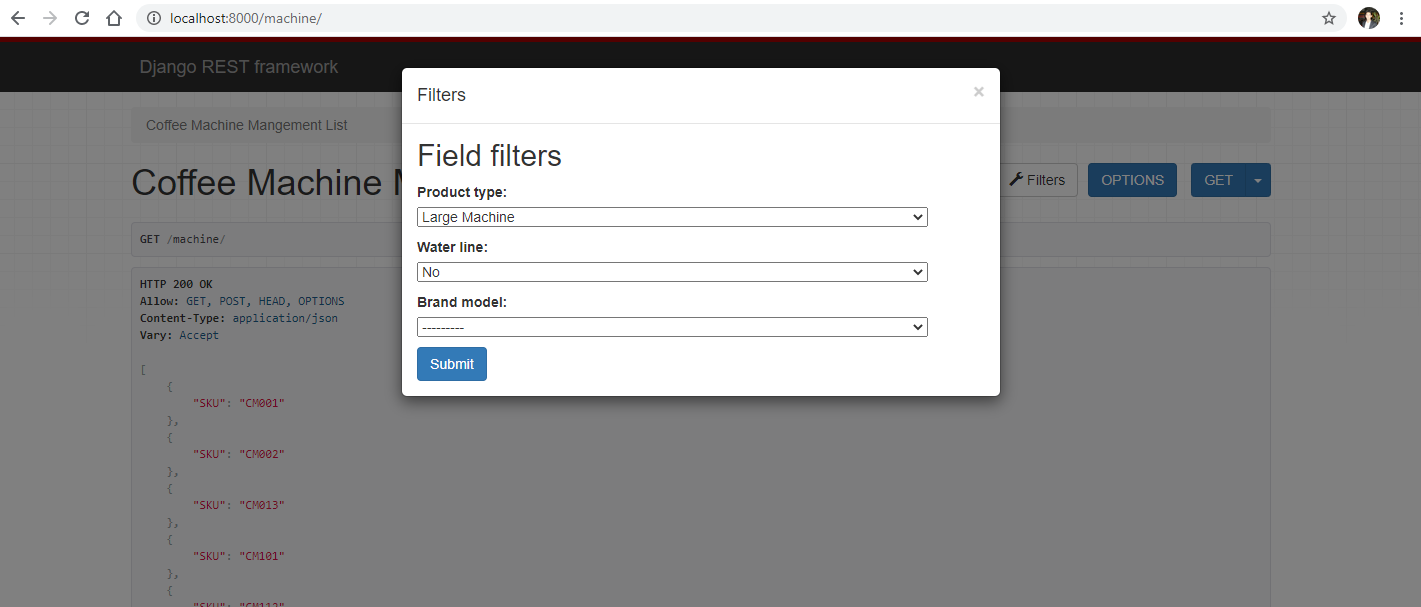 localhost:8000/machine/
Django REST framework
Filters
×
Coffee Machine Mangement List
Field filters
Coffee Machine
Filters
OPTIONS
GET
Product type:
Large Machine
Water line:
No
Brand model:
---------
Submit
GET /machine/
HTTP 200 OK
Allow: GET, POST, HEAD, OPTIONS
Content-Type: application/json
Vary: Accept
[
{
"SKU": "CM001"
},
{
"SKU": "CM002"
},
{
"SKU": "CM013"
},
{
"SKU": "CM101"
},
{
"SKU": "CM112"